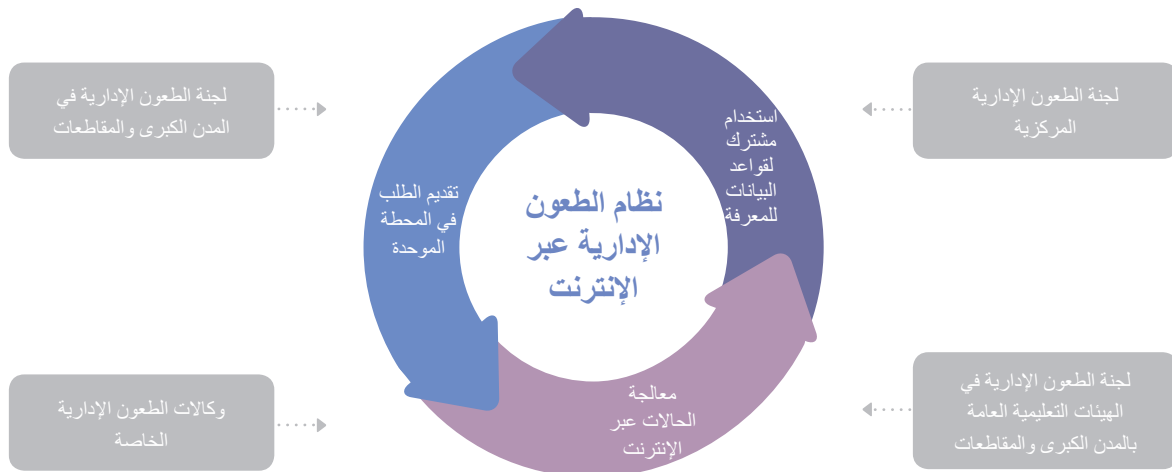 لجنة الطعون الإدارية
المركزية
لجنة الطعون الإدارية في
المدن الكبرى والمقاطعات
استخدام
مشترك
لقواعد
البيانات
للمعرفة
تقديم الطلب
في المحطة
الموحدة
نظام الطعون
الإدارية عبر
الإنترنت
معالجة
الحالات عبر
الإنترنت
لجنة الطعون الإدارية في
الهيئات التعليمية العامة
بالمدن الكبرى والمقاطعات
وكالات الطعون الإدارية
الخاصة